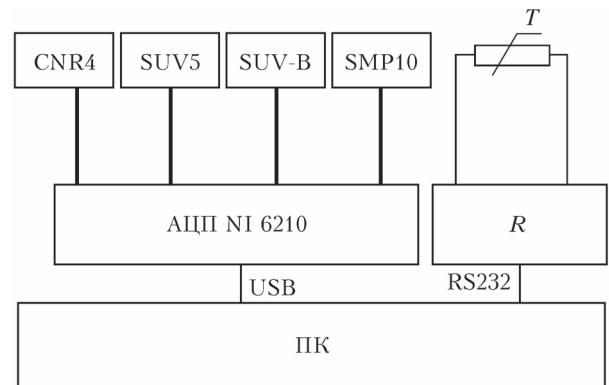 T
CNR4 SUV5 SUV-B SMP10
АЦП NI 6210 R
USB RS232
ПК